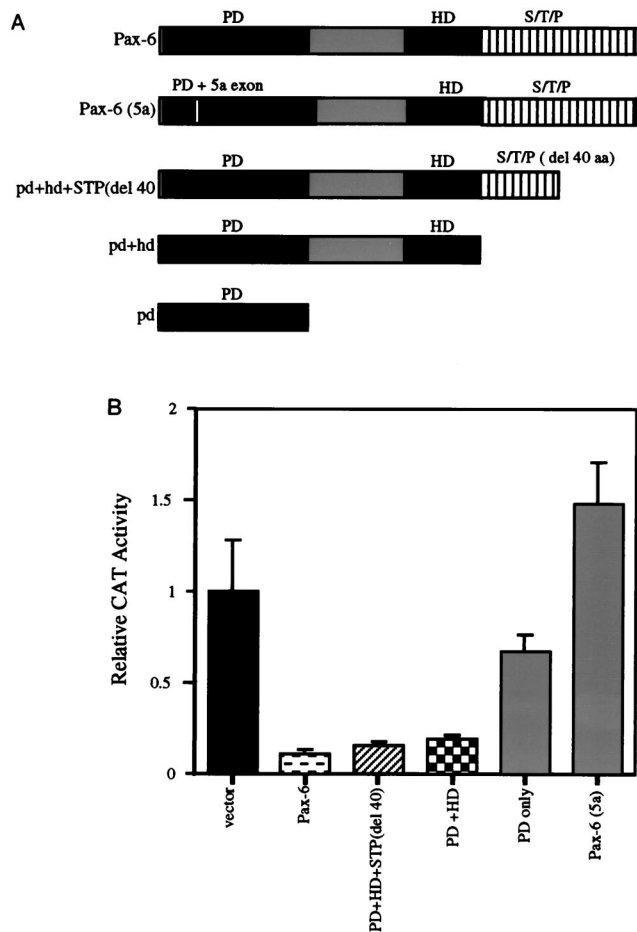 A
PD HD S/T/P
Pax-6
PD + 5a exon HD S/T/P
Pax-6 (5a)
PD HD S/T/P ( del 40 aa)
pd+hd+STP(del 40
PD HD
pd+hd
PD
pd
B
2
1.5
1
0.5
0
Relative CAT Activity
vector
Pax-6
PD+HD+STP(del 40)
PD +HD
PD only
Pax-6 (5a)